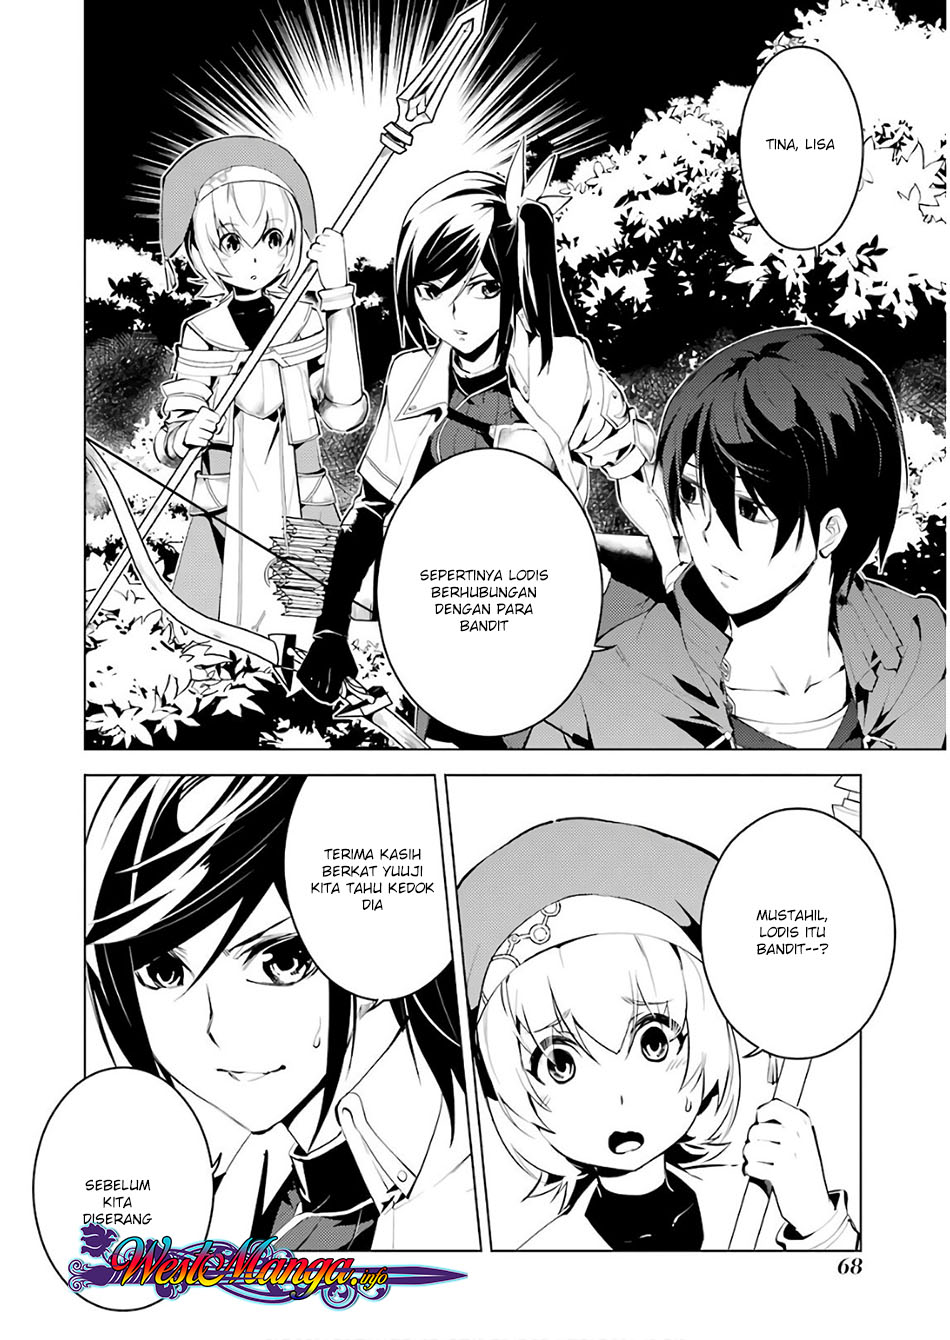 TINA, LISA
SEPERTINYA LODIS
BERHUBUNGAN
DENGAN PARA
BANDIT
MUSTAHIL,
LODIS ITU
BANDIT--?
TERIMA KASIH
BERKAT YUUJI
KITA TAHU KEDOK
DIA
SEBELUM
KITA
DISERANG
WestManga.info
68